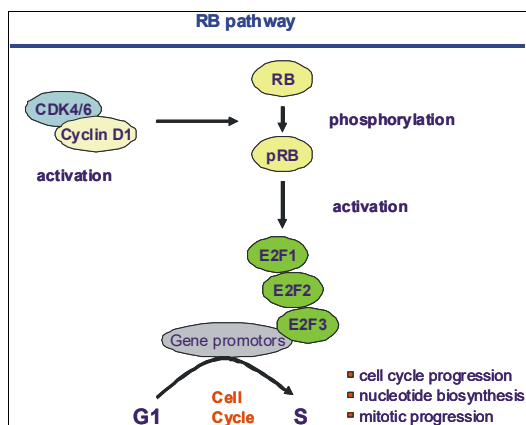 RB pathway
RB
CDK4/6
Cyclin D1
phosphorylation
pRB
activation
activation
E2F1
E2F2
E2F3
Gene promotors
cell cycle progression
Cell
nucleotide biosynthesis
G1
Cycle
S
mitotic progression